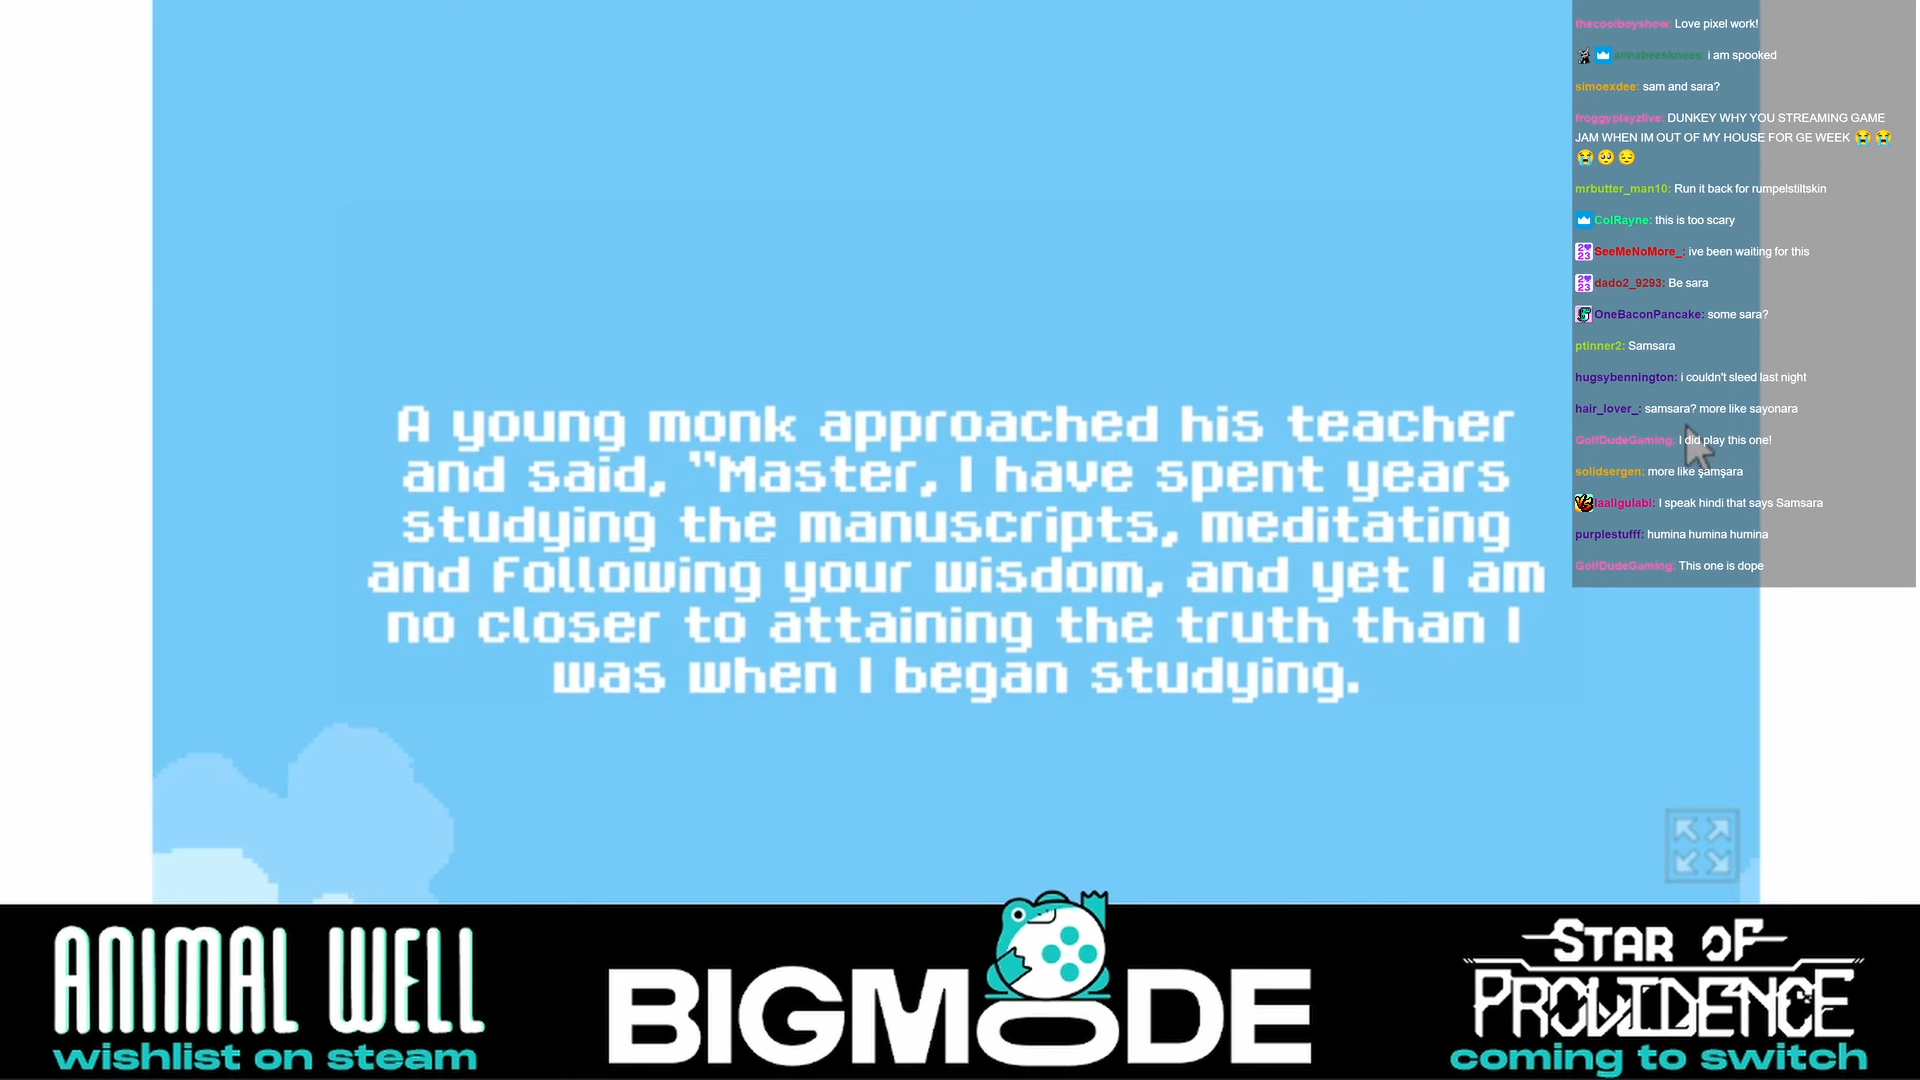 A young monk approached his teacher
and said, "Master, I have spent years
studying the manuscripts, meditating
and following your wisdom, and yet I am
no closer to attaining the truth than I
was when I began studying.
thecoolboyshow: Love pixel work!
annabeesknees: i am spooked
simoexdee: sam and sara?
froggyplayzlive: DUNKEY WHY YOU STREAMING GAME
JAM WHEN IM OUT OF MY HOUSE FOR GE WEEK 😭 😭
😭 🥺 😔
mrbutter_man10: Run it back for rumpelstiltskin
ColRayne: this is too scary
SeeMeNoMore_: ive been waiting for this
dado2_9293: Be sara
OneBaconPancake: some sara?
ptinner2: Samsara
hugsybennington: i couldn't sleed last night
hair_lover_: samsara? more like sayonara
GolfDudeGaming: I did play this one!
solidsergen: more like şamşara
laaligulabi: I speak hindi that says Samsara
purplestufff: humina humina humina
GolfDudeGaming: This one is dope
ANIMAL WELL
wishlist on steam
BIGMODE
STAR OF
PROVIDENCE
coming to switch